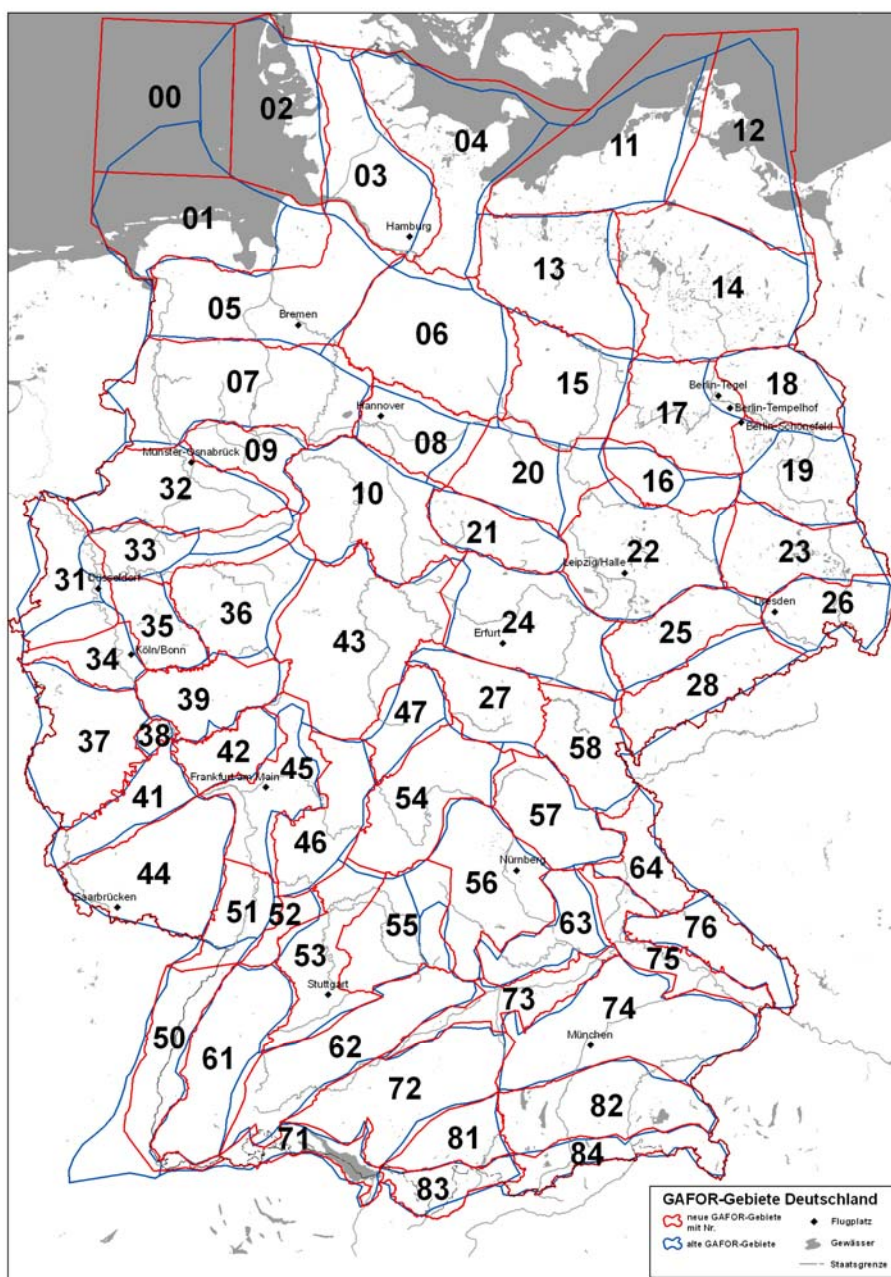 00
02
04
11
12
03
01
Hamburg
13
14
05
Bremen
06
15
07
Berlin-Tegel
18
Berlin-Tempelhof
17
Hannover
Berlin-Schönefeld
08
09
Münster-Osnabrück
20
16
19
32
10
21
33
22
23
Leipzig/Halle
31
Düsseldorf
36
26
Dresden
35
24
25
Erfurt
34
Köln/Bonn
43
39
28
27
47
37
38
42
58
45
Frankfurt am Main
41
54
57
46
44
Nürnberg
56
64
Saarbrücken
51
52
55
63
76
53
75
Stuttgart
73
74
50
61
62
München
72
82
71
81
84
83
GAFOR-Gebiete Deutschland
neue GAFOR-Gebiete
mit Nr.
Flugplatz
alte GAFOR-Gebiete
Gewässer
Staatsgrenze